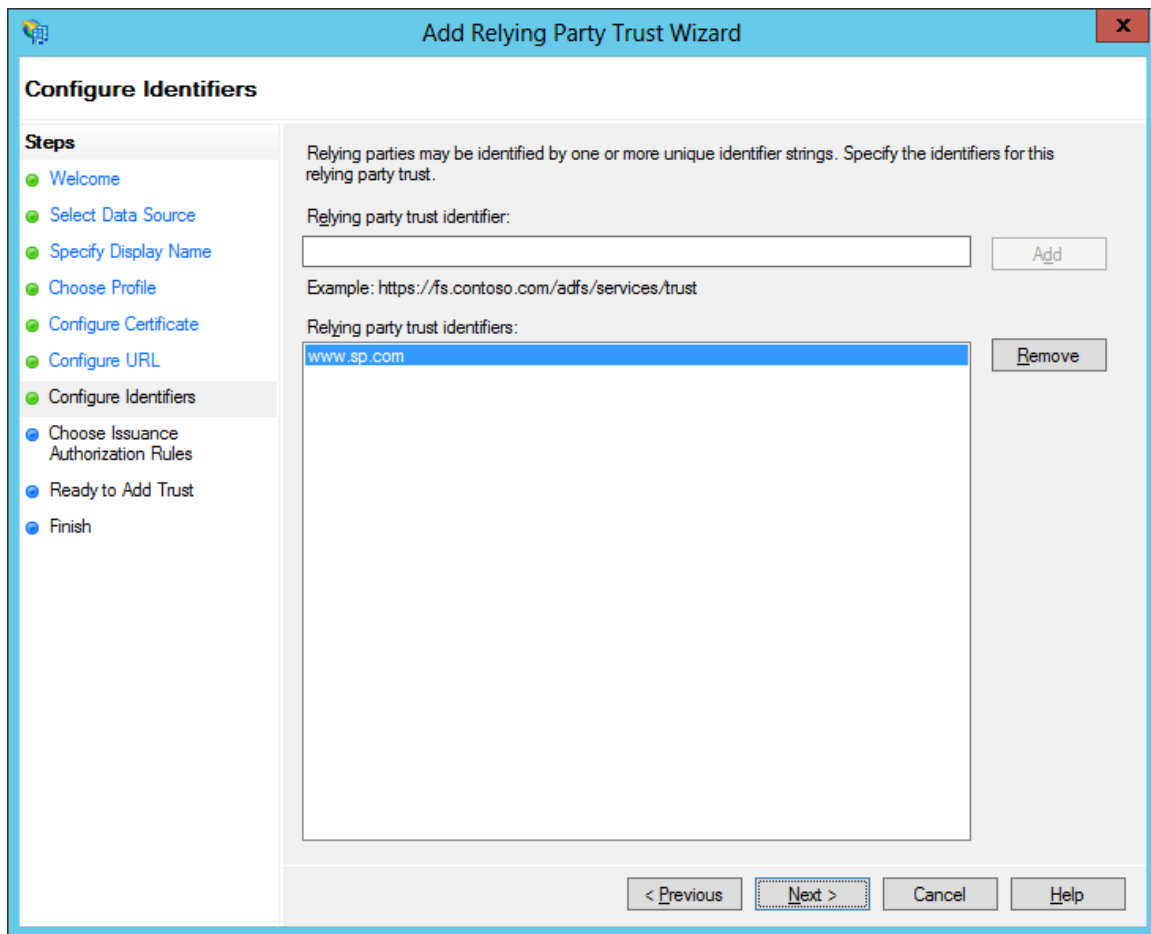 Add Relying Party Trust Wizard
x
Configure Identifiers
Steps
Welcome
Select Data Source
Specify Display Name
Choose Profile
Configure Certificate
Configure URL
Configure Identifiers
Choose Issuance
Authorization Rules
Ready to Add Trust
Finish
Relying parties may be identified by one or more unique identifier strings. Specify the identifiers for this
relying party trust.
Relying party trust identifier:
Add
Example: https://fs.contoso.com/adfs/services/trust
Relying party trust identifiers:
www.sp.com
Remove
< Previous
Next >
Cancel
Help